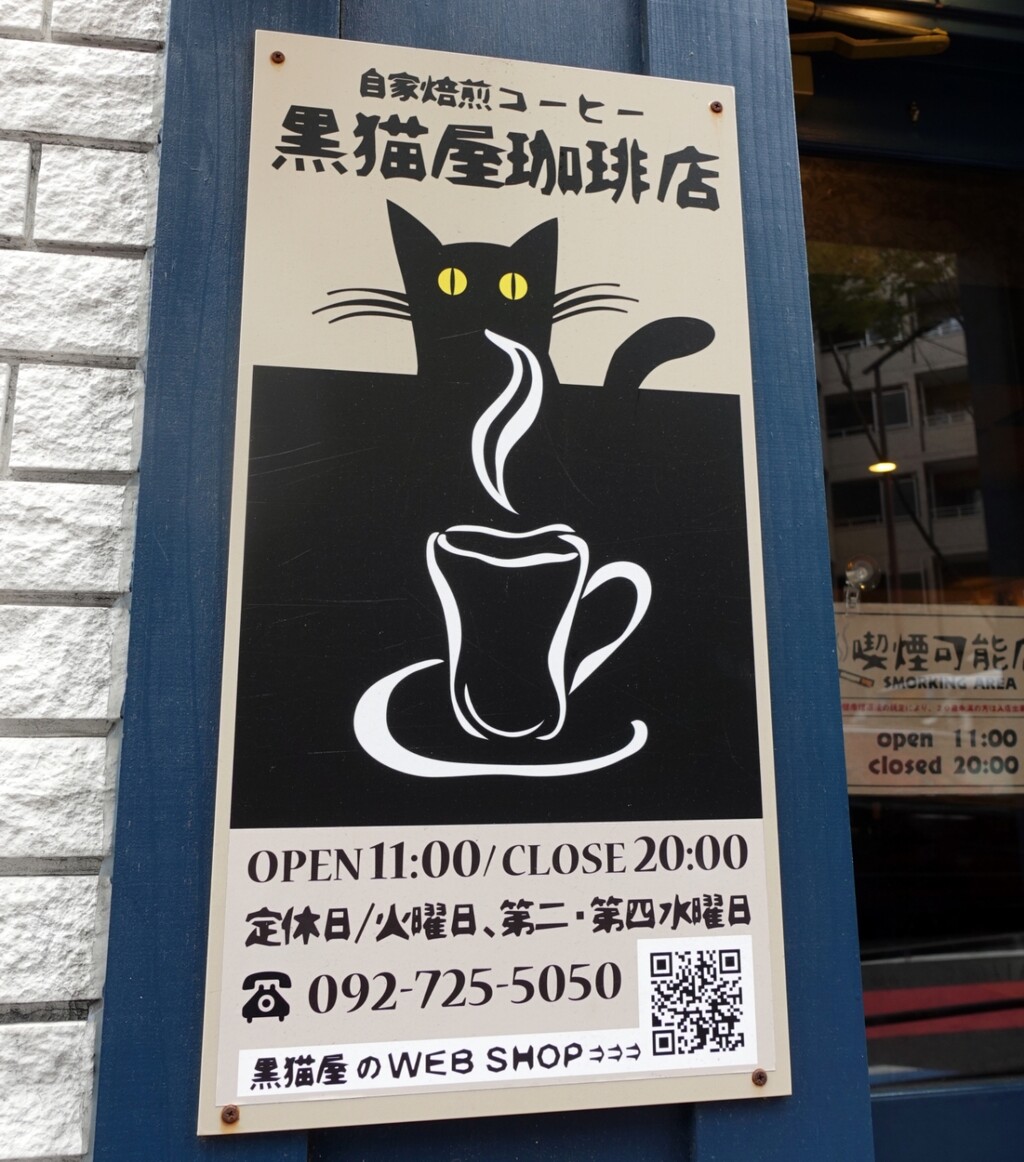 自家焙煎コーヒー
黒猫屋珈琲店
OPEN 11:00 / CLOSE 20:00
定休日/火曜日、第二・第四水曜日
092-725-5050
黒猫屋のWEB SHOP⇒⇒⇒
喫煙可能
SMORKING AREA
open 11:00
closed 20:00